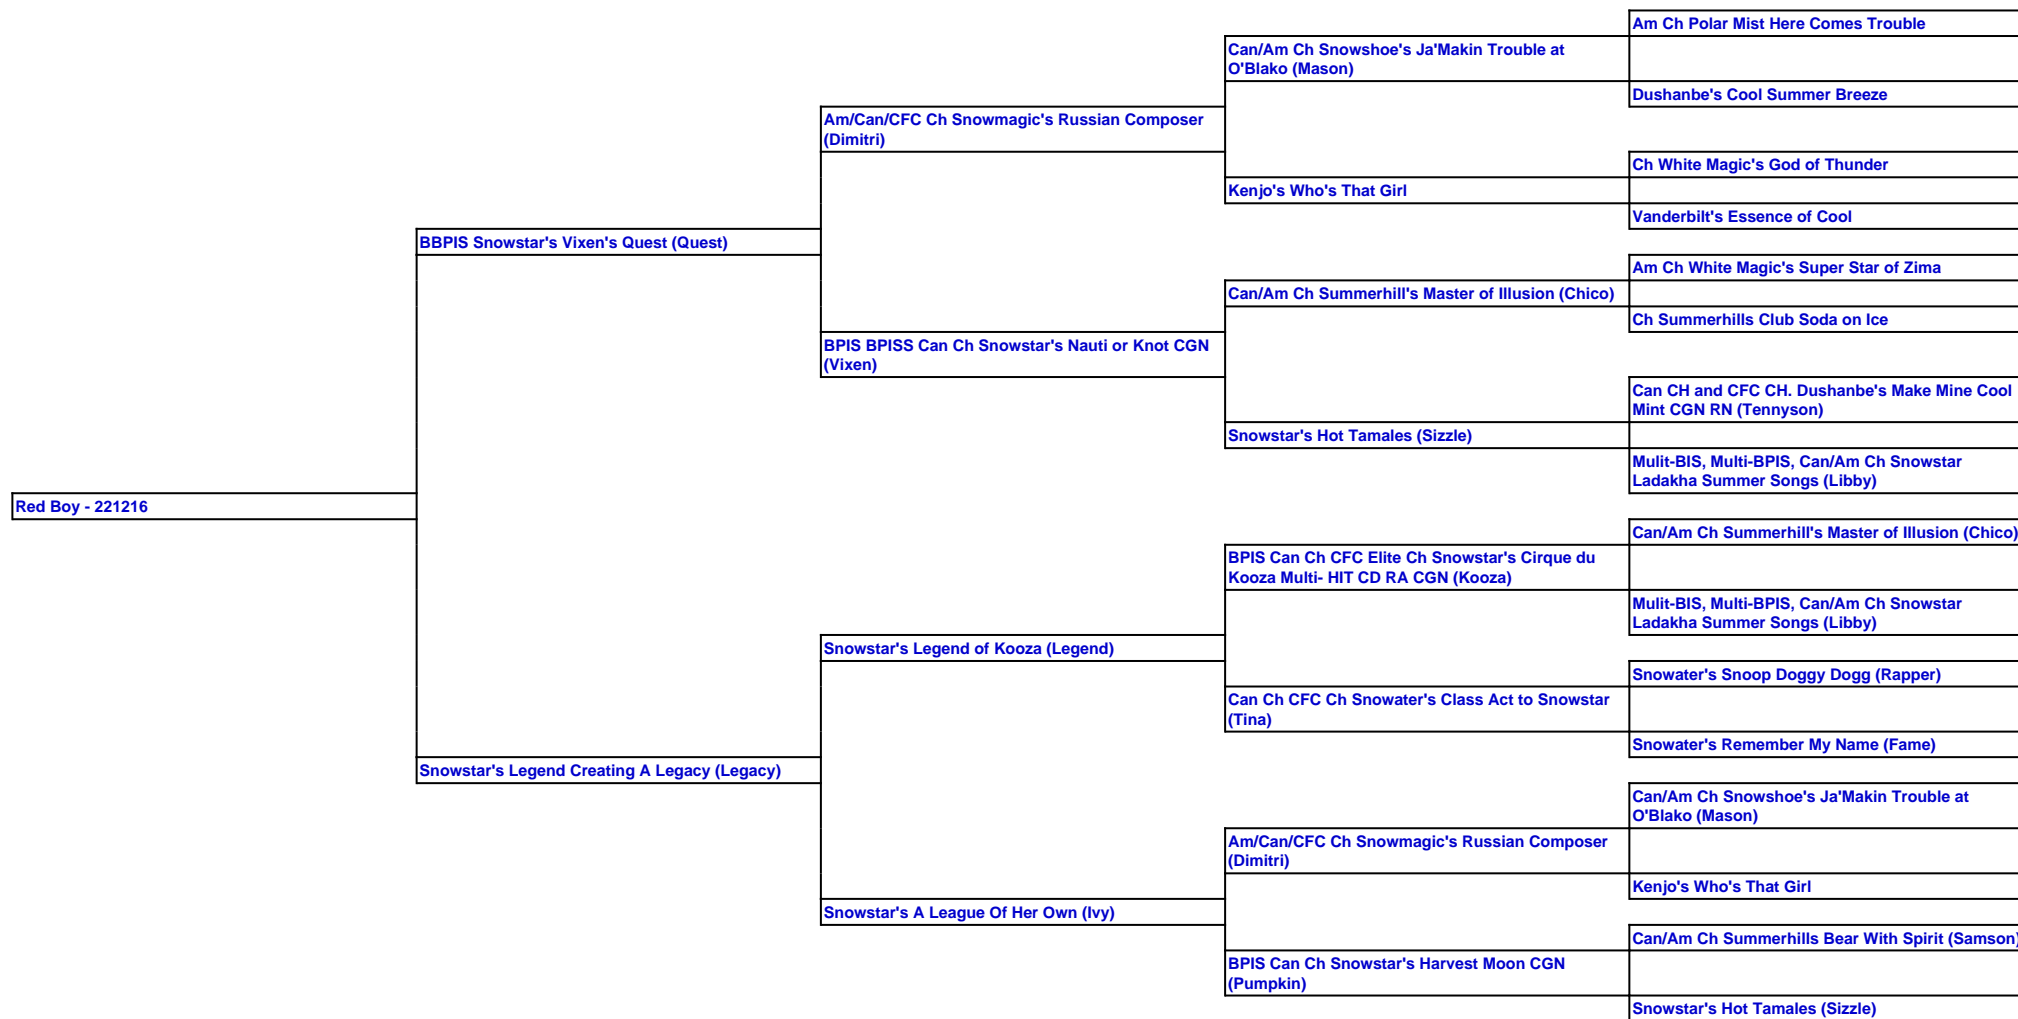 Am Ch Polar Mist Here Comes Trouble
Can/Am Ch Snowshoe's Ja'Makin Trouble at
O'Blako (Mason)
Dushanbe's Cool Summer Breeze
Am/Can/CFC Ch Snowmagic's Russian Composer
(Dimitri)
Ch White Magic's God of Thunder
Kenjo's Who's That Girl
Vanderbilt's Essence of Cool
BBPIS Snowstar's Vixen's Quest (Quest)
Am Ch White Magic's Super Star of Zima
Can/Am Ch Summerhill's Master of Illusion (Chico)
Ch Summerhills Club Soda on Ice
BPIS BPISS Can Ch Snowstar's Nauti or Knot CGN
(Vixen)
Can CH and CFC CH. Dushanbe's Make Mine Cool
Mint CGN RN (Tennyson)
Snowstar's Hot Tamales (Sizzle)
Mulit-BIS, Multi-BPIS, Can/Am Ch Snowstar
Ladakha Summer Songs (Libby)
Red Boy - 221216
Can/Am Ch Summerhill's Master of Illusion (Chico)
BPIS Can Ch CFC Elite Ch Snowstar's Cirque du
Kooza Multi- HIT CD RA CGN (Kooza)
Mulit-BIS, Multi-BPIS, Can/Am Ch Snowstar
Ladakha Summer Songs (Libby)
Snowstar's Legend of Kooza (Legend)
Snowater's Snoop Doggy Dogg (Rapper)
Can Ch CFC Ch Snowater's Class Act to Snowstar
(Tina)
Snowater's Remember My Name (Fame)
Snowstar's Legend Creating A Legacy (Legacy)
Can/Am Ch Snowshoe's Ja'Makin Trouble at
O'Blako (Mason)
Am/Can/CFC Ch Snowmagic's Russian Composer
(Dimitri)
Kenjo's Who's That Girl
Snowstar's A League Of Her Own (Ivy)
Can/Am Ch Summerhills Bear With Spirit (Samson)
BPIS Can Ch Snowstar's Harvest Moon CGN
(Pumpkin)
Snowstar's Hot Tamales (Sizzle)